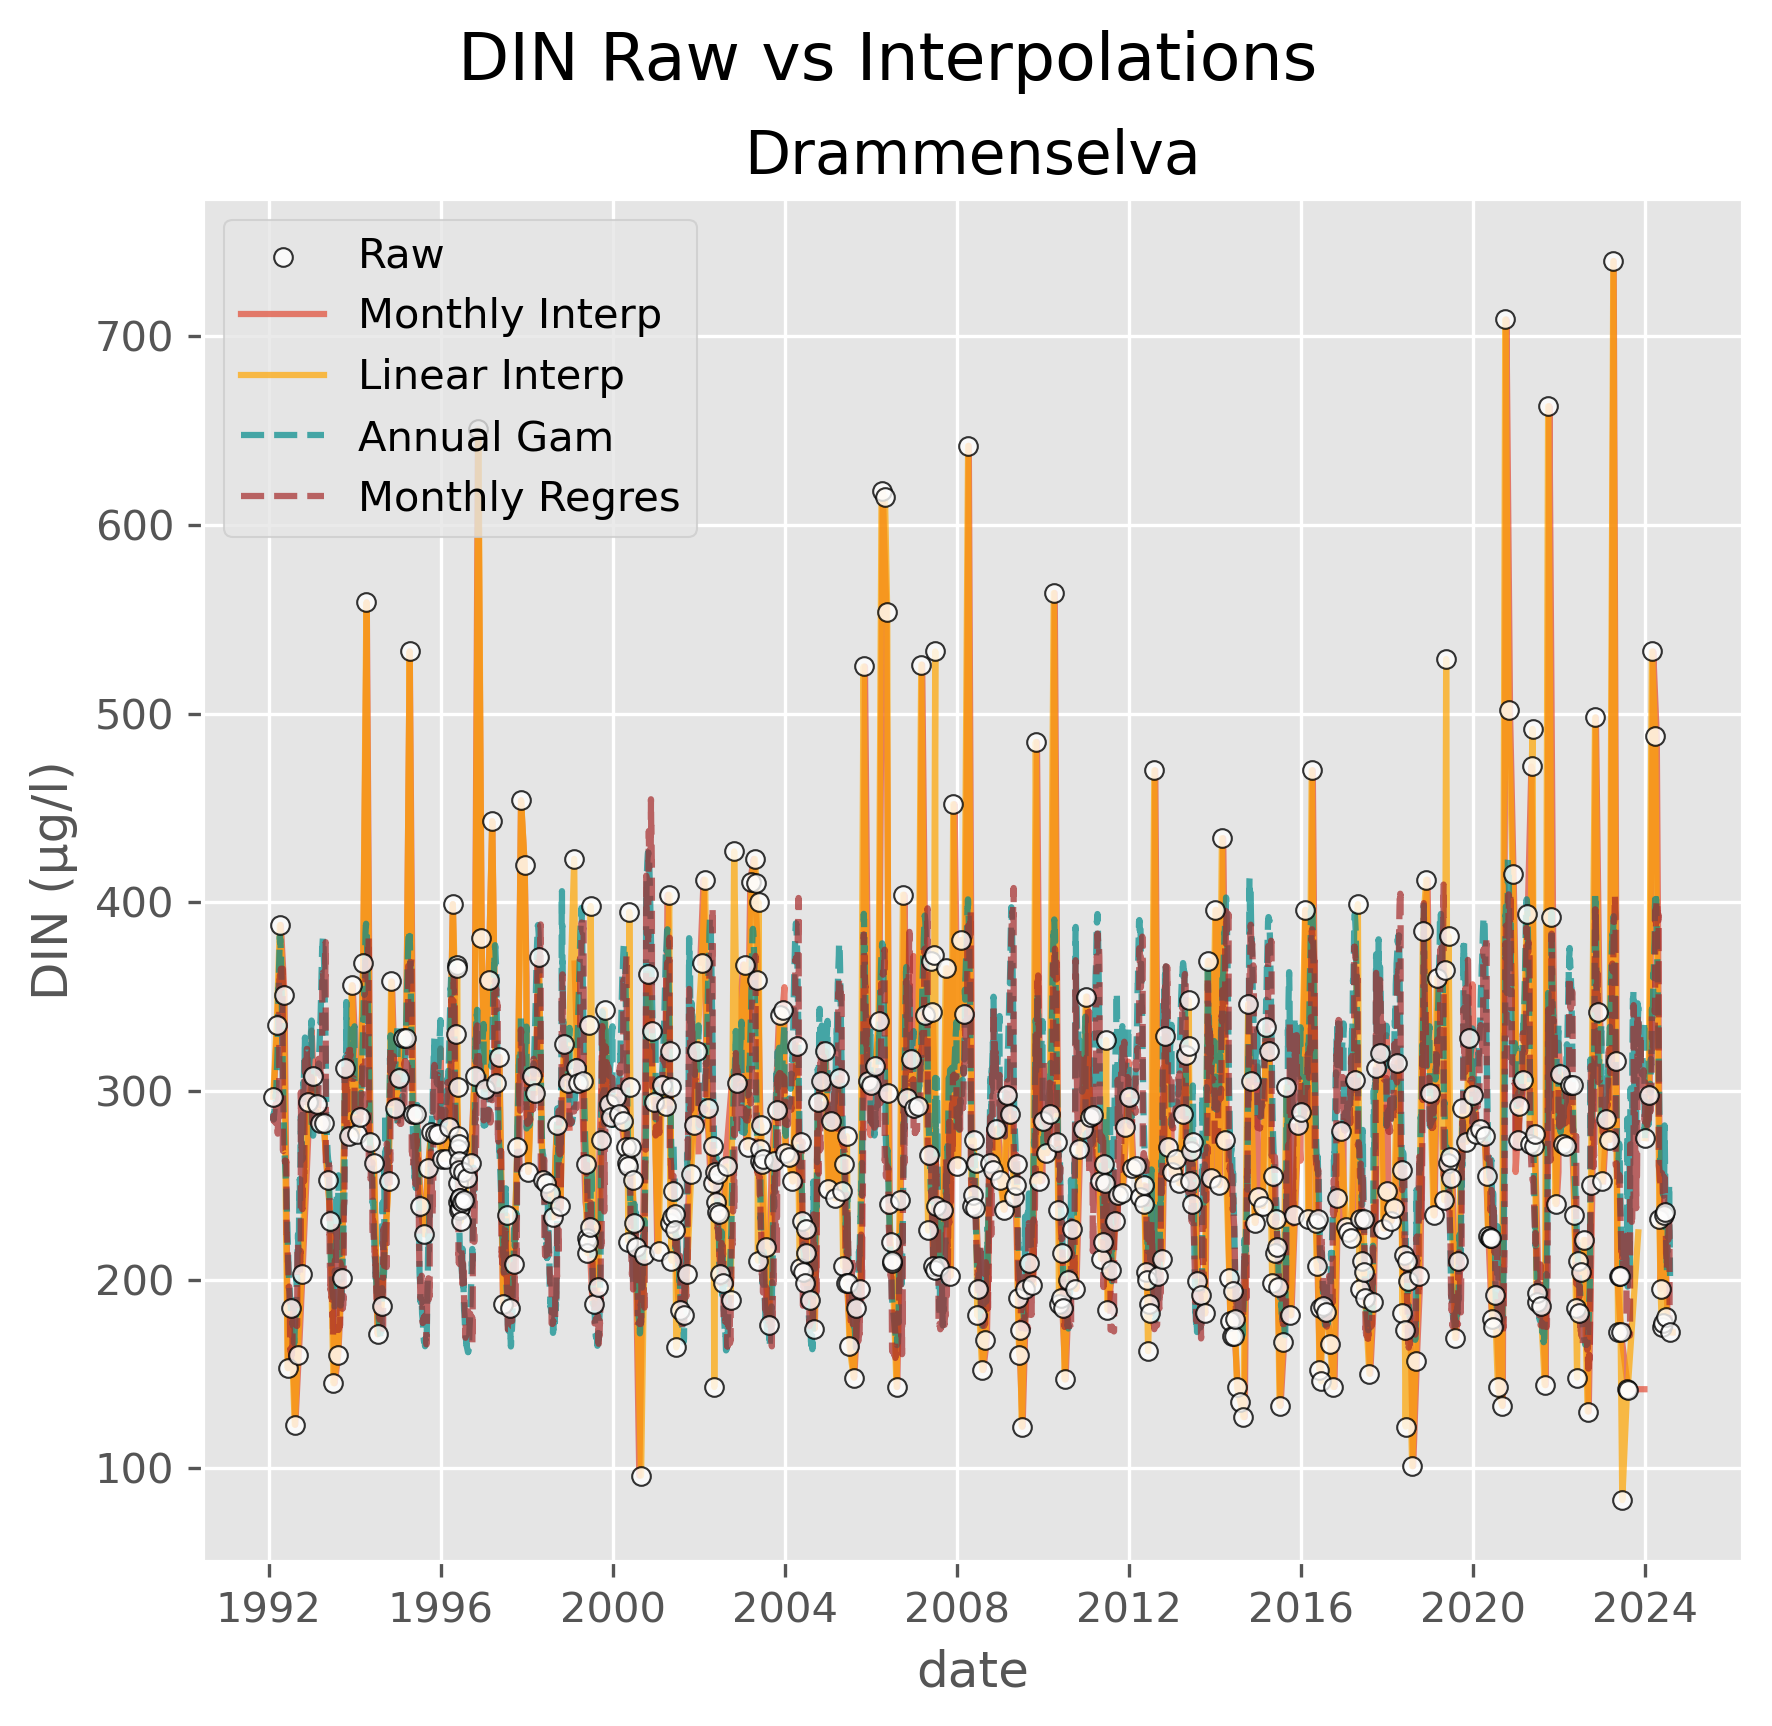 DIN Raw vs Interpolations
Drammenselva
Raw
Monthly Interp
Linear Interp
Annual Gam
Monthly Regres
700
600
500
400
300
200
100
DIN (µg/l)
1992 1996 2000 2004 2008 2012 2016 2020 2024
date